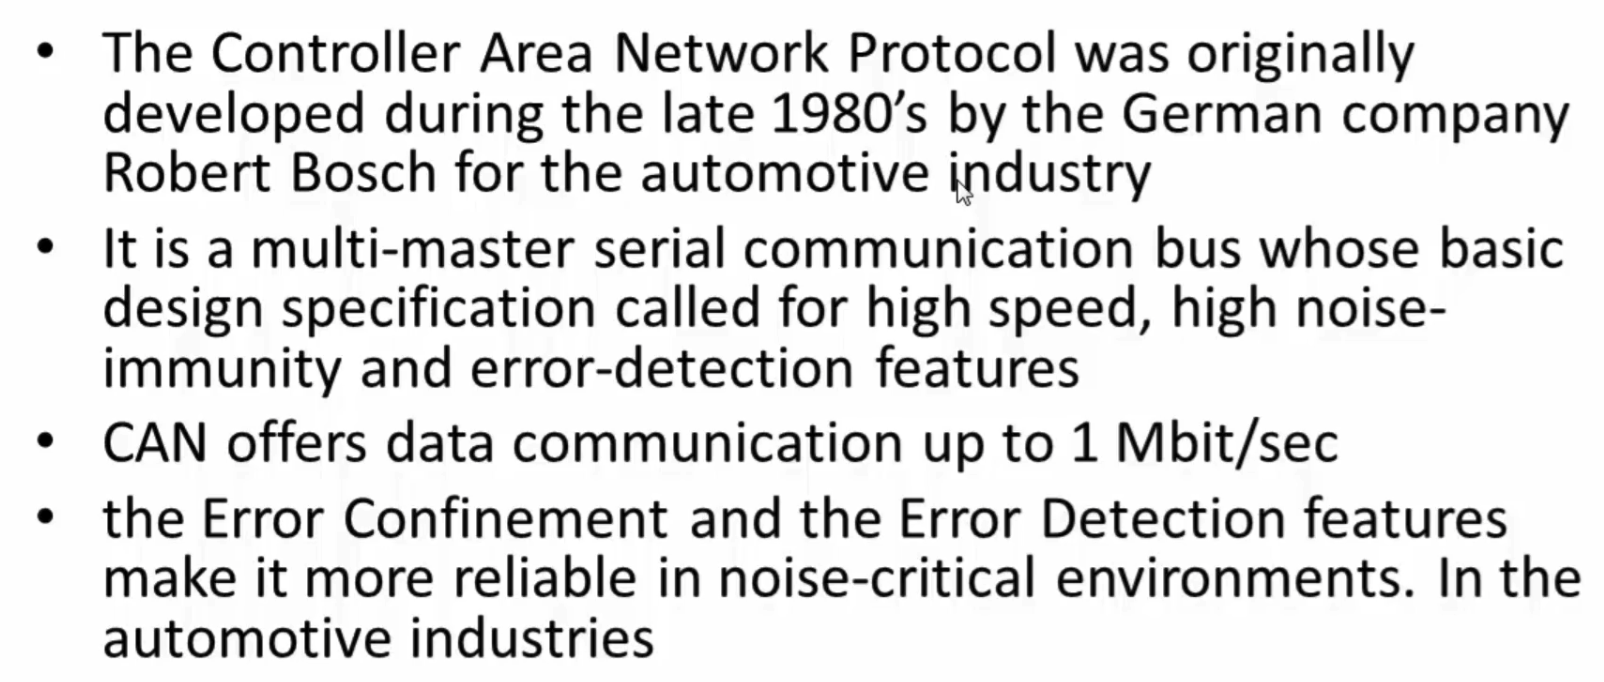 • The Controller Area Network Protocol was originally
developed during the late 1980’s by the German company
Robert Bosch for the automotive industry
• It is a multi-master serial communication bus whose basic
design specification called for high speed, high noise-
immunity and error-detection features
• CAN offers data communication up to 1 Mbit/sec
• the Error Confinement and the Error Detection features
make it more reliable in noise-critical environments. In the
automotive industries